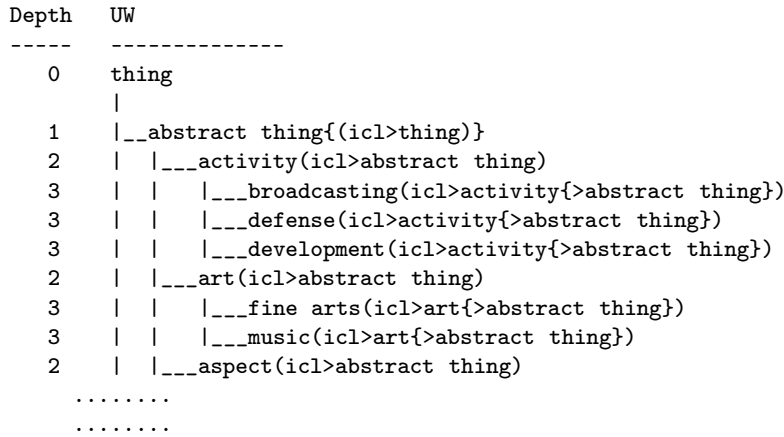 Depth   UW
-----   --------------
   0    thing
        |
   1    |__abstract thing{(icl>thing)}
   2    |  |___activity(icl>abstract thing)
   3    |  |   |___broadcasting(icl>activity{>abstract thing})
   3    |  |   |___defense(icl>activity{>abstract thing})
   3    |  |   |___development(icl>activity{>abstract thing})
   2    |  |___art(icl>abstract thing)
   3    |  |   |___fine arts(icl>art{>abstract thing})
   3    |  |   |___music(icl>art{>abstract thing})
   2    |  |___aspect(icl>abstract thing)
     ........
     ........